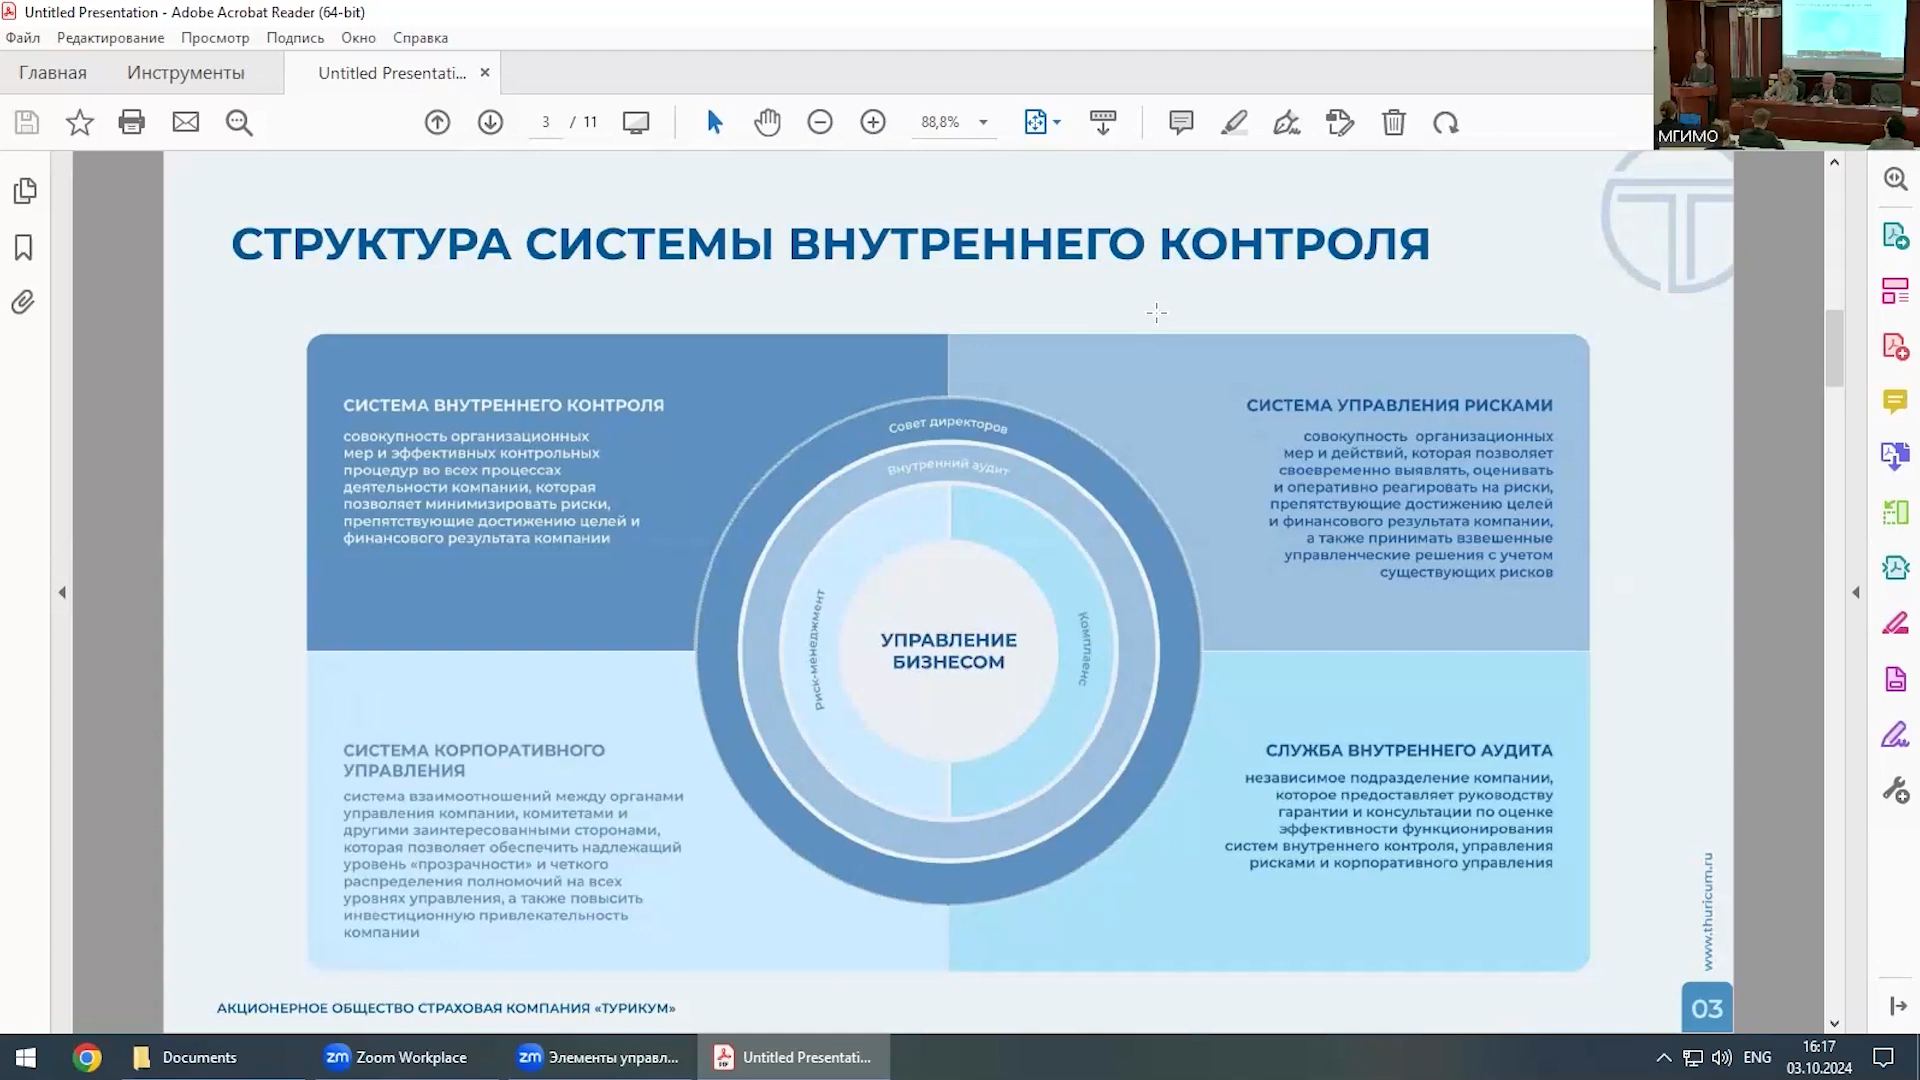 Untitled Presentation - Adobe Acrobat Reader (64-bit)
Файл Редактирование Просмотр Подпись Окно Справка
Главная Инструменты Untitled Presentati... ×
3 / 11 88,8%
МГИМО
СТРУКТУРА СИСТЕМЫ ВНУТРЕННЕГО КОНТРОЛЯ
СИСТЕМА ВНУТРЕННЕГО КОНТРОЛЯ
совокупность организационных
мер и эффективных контрольных
процедур во всех процессах
деятельности компании, которая
позволяет минимизировать риски,
препятствующие достижению целей и
финансового результата компании
СИСТЕМА УПРАВЛЕНИЯ РИСКАМИ
совокупность организационных
мер и действий, которая позволяет
своевременно выявлять, оценивать
и оперативно реагировать на риски,
препятствующие достижению целей
и финансового результата компании,
а также принимать взвешенные
управленческие решения с учетом
существующих рисков
Совет директоров
Внутренний аудит
Риск-менеджмент
Комплаенс
УПРАВЛЕНИЕ
БИЗНЕСОМ
СИСТЕМА КОРПОРАТИВНОГО
УПРАВЛЕНИЯ
система взаимоотношений между органами
управления компании, комитетами и
другими заинтересованными сторонами,
которая позволяет обеспечить надлежащий
уровень «прозрачности» и четкого
распределения полномочий на всех
уровнях управления, а также повысить
инвестиционную привлекательность
компании
СЛУЖБА ВНУТРЕННЕГО АУДИТА
независимое подразделение компании,
которое предоставляет руководству
гарантии и консультации по оценке
эффективности функционирования
систем внутреннего контроля, управления
рисками и корпоративного управления
www.thuricum.ru
АКЦИОНЕРНОЕ ОБЩЕСТВО СТРАХОВАЯ КОМПАНИЯ «ТУРИКУМ»
03
Documents
zm Zoom Workplace
zm Элементы управл...
Untitled Presentati...
ENG
16:17
03.10.2024